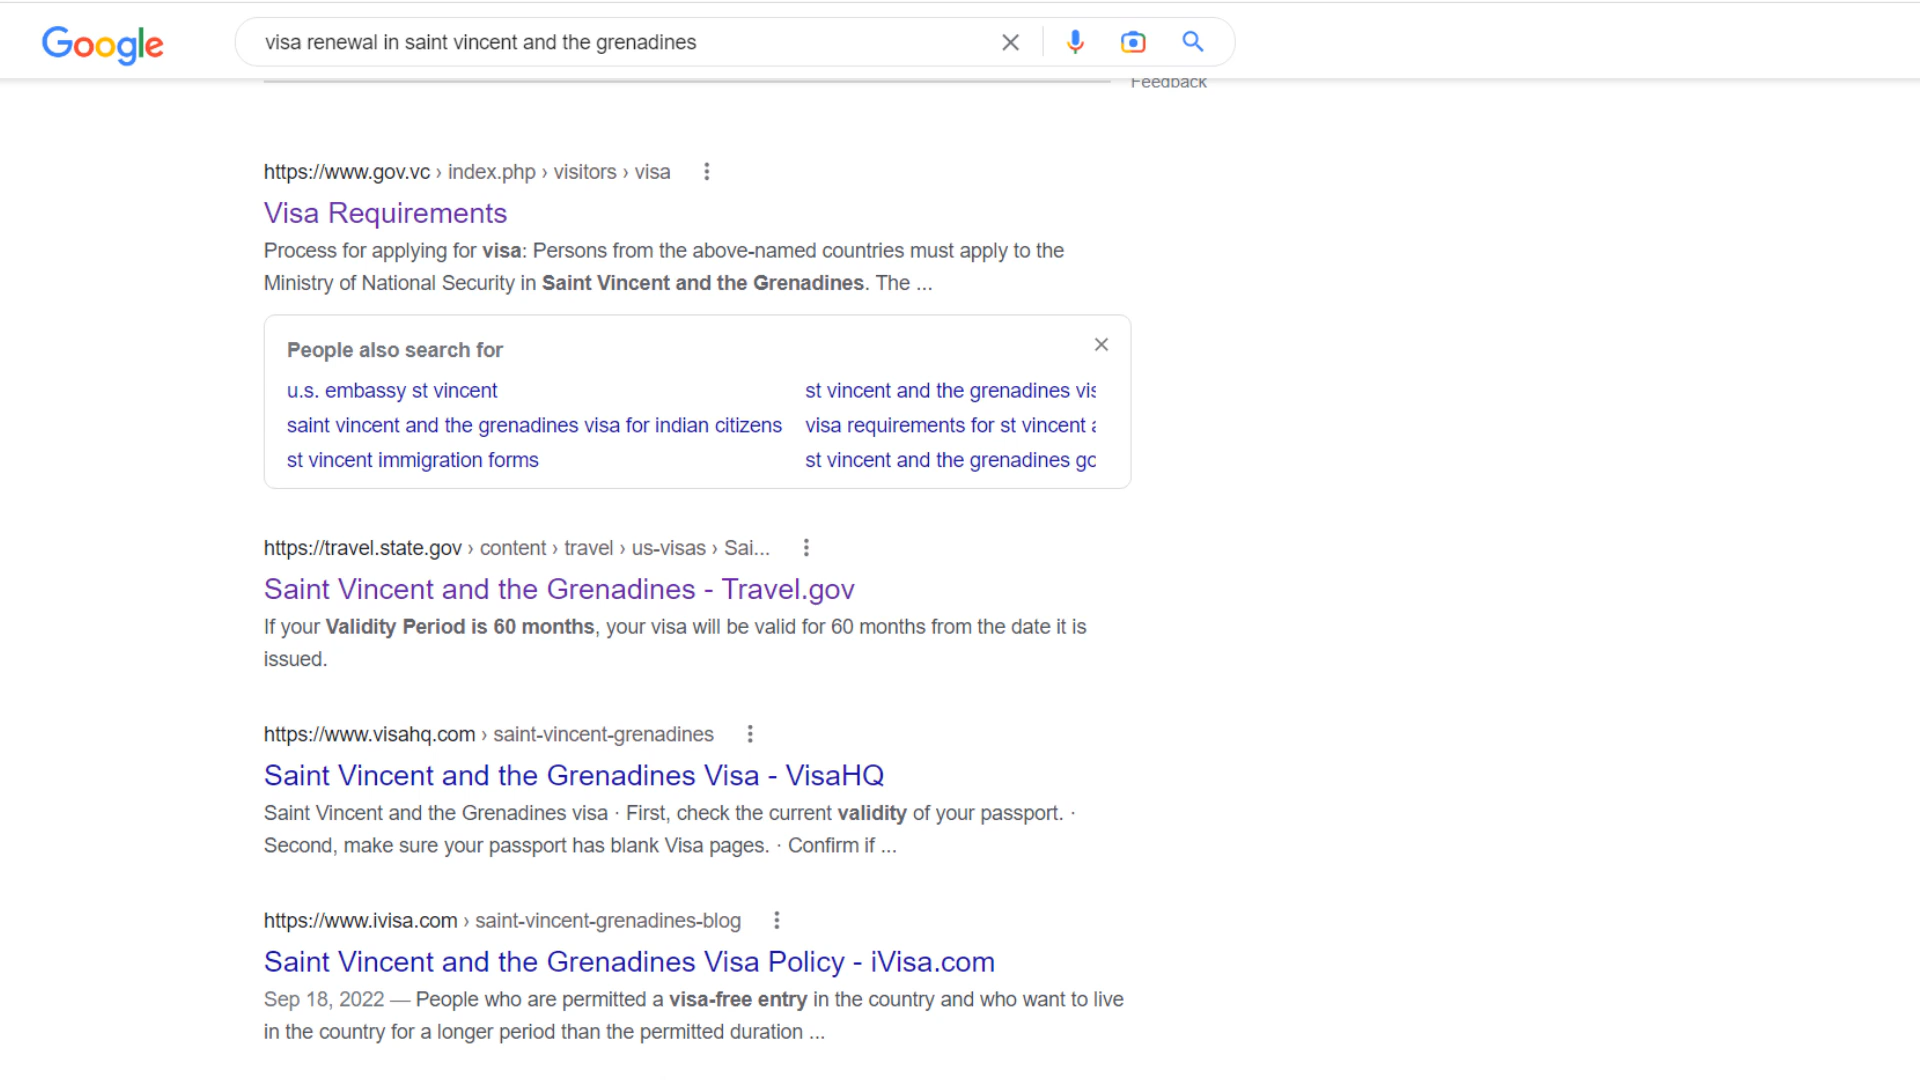 Google
visa renewal in saint vincent and the grenadines
Feedback
https://www.gov.vc › index.php › visitors › visa
Visa Requirements
Process for applying for visa: Persons from the above-named countries must apply to the
Ministry of National Security in Saint Vincent and the Grenadines. The ...
People also search for
u.s. embassy st vincent
st vincent and the grenadines vis
saint vincent and the grenadines visa for indian citizens
visa requirements for st vincent a
st vincent immigration forms
st vincent and the grenadines go
https://travel.state.gov › content › travel › us-visas › Sai...
Saint Vincent and the Grenadines - Travel.gov
If your Validity Period is 60 months, your visa will be valid for 60 months from the date it is
issued.
https://www.visahq.com › saint-vincent-grenadines
Saint Vincent and the Grenadines Visa - VisaHQ
Saint Vincent and the Grenadines visa · First, check the current validity of your passport. ·
Second, make sure your passport has blank Visa pages. · Confirm if ...
https://www.ivisa.com › saint-vincent-grenadines-blog
Saint Vincent and the Grenadines Visa Policy - iVisa.com
Sep 18, 2022 — People who are permitted a visa-free entry in the country and who want to live
in the country for a longer period than the permitted duration ...